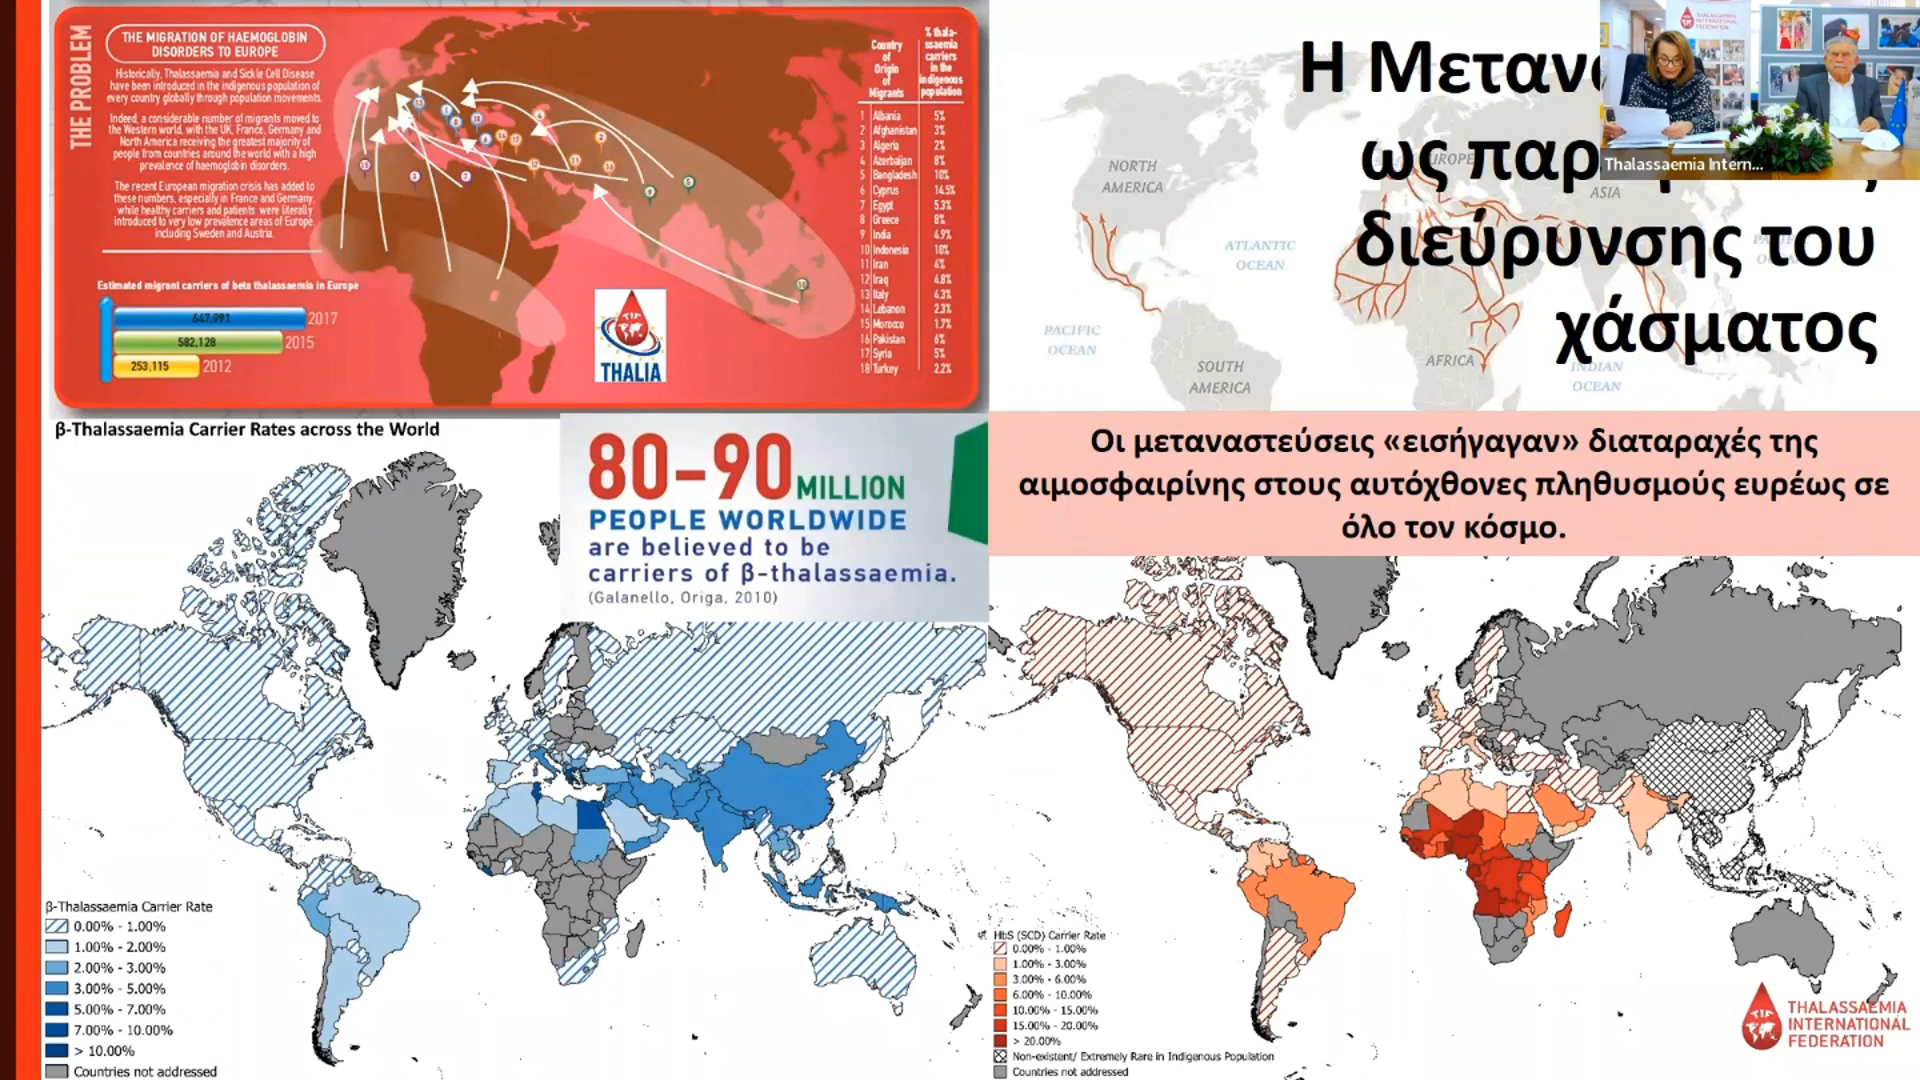 THE PROBLEM
THE MIGRATION OF HAEMOGLOBIN
DISORDERS TO EUROPE
Historically, Thalassaemia and Sickle Cell Disease
have been introduced in the indigenous population of
every country globally through population movements.
Indeed, a considerable number of migrants moved to
the Western world, with the UK, France, Germany and
North America receiving the greatest majority of
people from countries around the world with a high
prevalence of haemoglobin disorders.
The recent European migration crisis has added to
these numbers, especially in France and Germany,
while healthy carriers and patients were literally
introduced to very low prevalence areas of Europe,
including Sweden and Austria.
Estimated migrant carriers of beta thalassaemia in Europe
647,991 2017
582,128 2015
253,115 2012
TIF
THALIA
Country
of
Origin
of
Migrants
% thala-
ssaemia
carriers
in the
indigenous
population
1 Albania 5%
2 Afghanistan 3%
3 Algeria 2%
4 Azerbaijan 8%
5 Bangladesh 10%
6 Cyprus 14.5%
7 Egypt 5.3%
8 Greece 8%
9 India 4.9%
10 Indonesia 10%
11 Iran 4%
12 Iraq 4.8%
13 Italy 4.3%
14 Lebanon 2.3%
15 Morocco 1.7%
16 Pakistan 6%
17 Syria 5%
18 Turkey 2.2%
Η Μεταν
ως παρ
διεύρυνσης του
χάσματος
NORTH
AMERICA
EUROPE
ASIA
ATLANTIC
OCEAN
PACIFIC
OCEAN
SOUTH
AMERICA
AFRICA
INDIAN
OCEAN
THALASSAEMIA
INTERNATIONAL
FEDERATION
Thalassaemia Intern...
Οι μεταναστεύσεις «εισήγαγαν» διαταραχές της
αιμοσφαιρίνης στους αυτόχθονες πληθυσμούς ευρέως σε
όλο τον κόσμο.
β-Thalassaemia Carrier Rates across the World
80-90 MILLION
PEOPLE WORLDWIDE
are believed to be
carriers of β-thalassaemia.
(Galanello, Origa, 2010)
β-Thalassaemia Carrier Rate
0.00% - 1.00%
1.00% - 2.00%
2.00% - 3.00%
3.00% - 5.00%
5.00% - 7.00%
7.00% - 10.00%
> 10.00%
Countries not addressed
HbS (SCD) Carrier Rate
0.00% - 1.00%
1.00% - 3.00%
3.00% - 6.00%
6.00% - 10.00%
10.00% - 15.00%
15.00% - 20.00%
> 20.00%
Non-existent/ Extremely Rare in Indigenous Population
Countries not addressed
TIF
THALASSAEMIA
INTERNATIONAL
FEDERATION